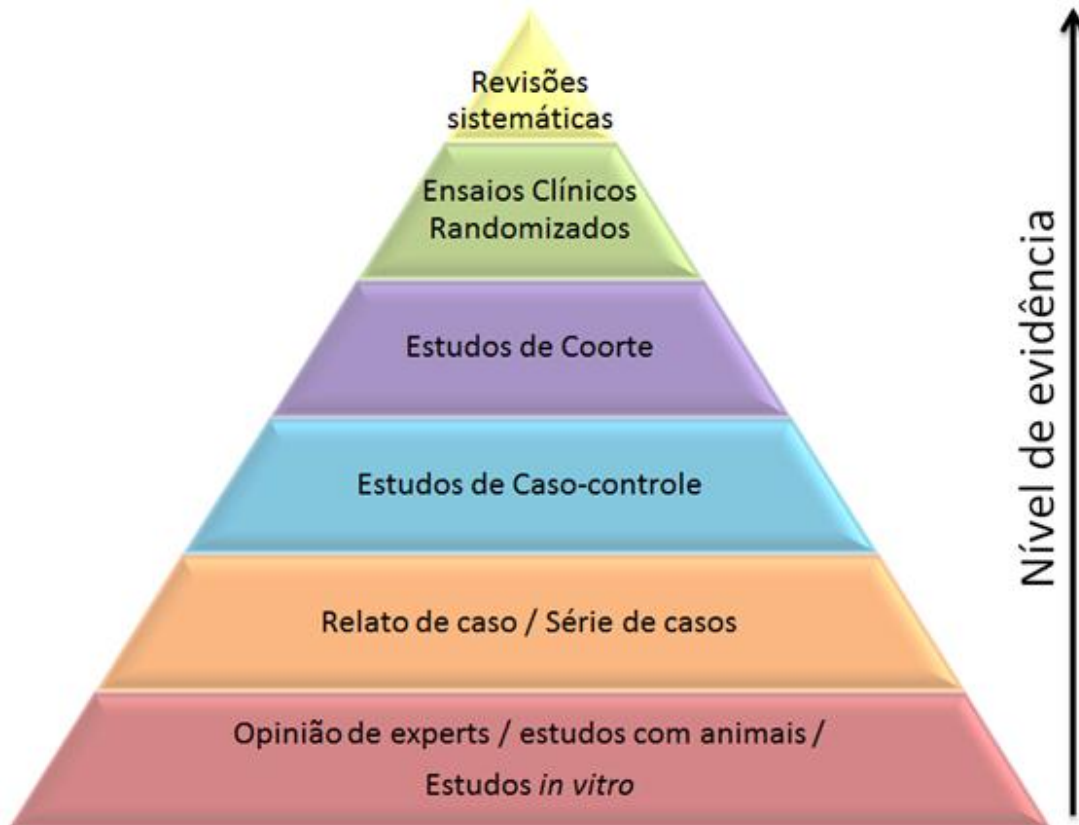 Revisões
sistemáticas
Ensaios Clínicos
Randomizados
Estudos de Coorte
Estudos de Caso-controle
Relato de caso / Série de casos
Opinião de experts / estudos com animais /
Estudos in vitro
Nível de evidência